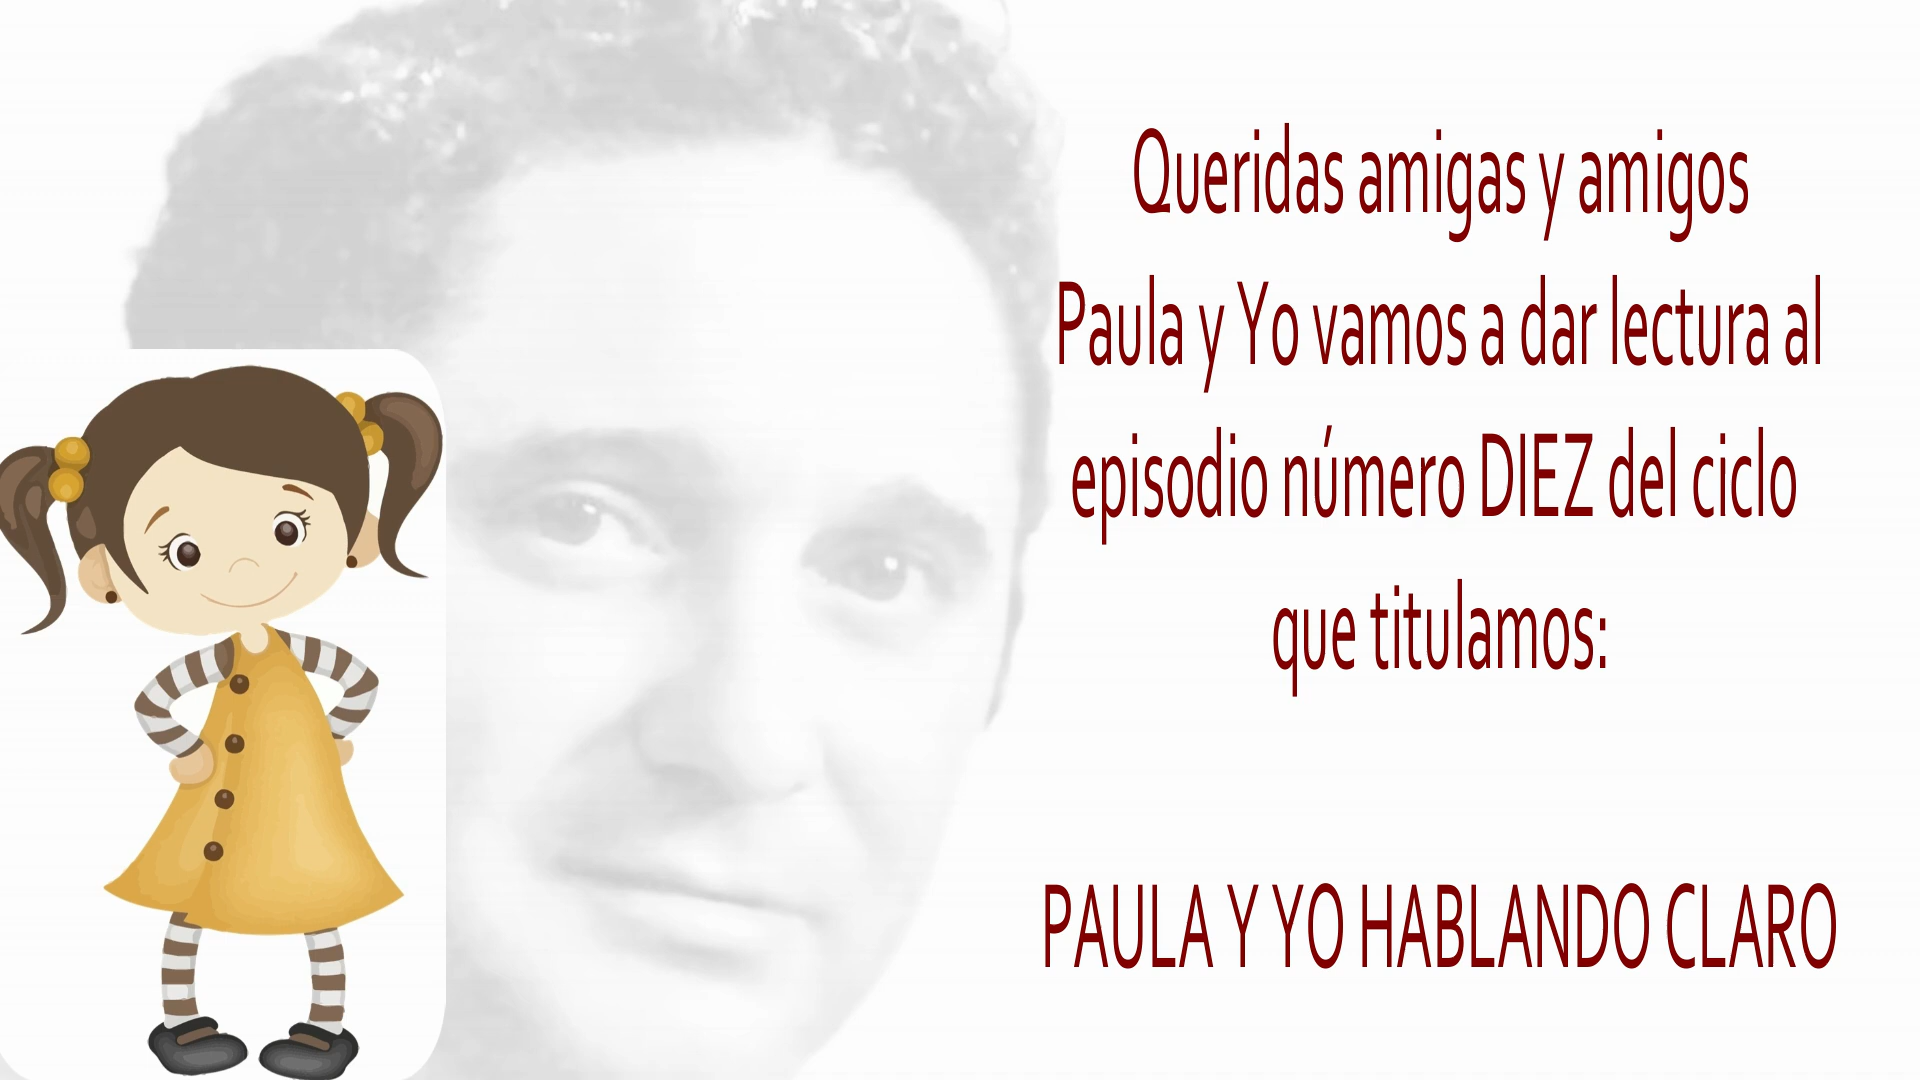 Queridas amigas y amigos
Paula y Yo vamos a dar lectura al
episodio número DIEZ del ciclo
que titulamos:
PAULA Y YO HABLANDO CLARO